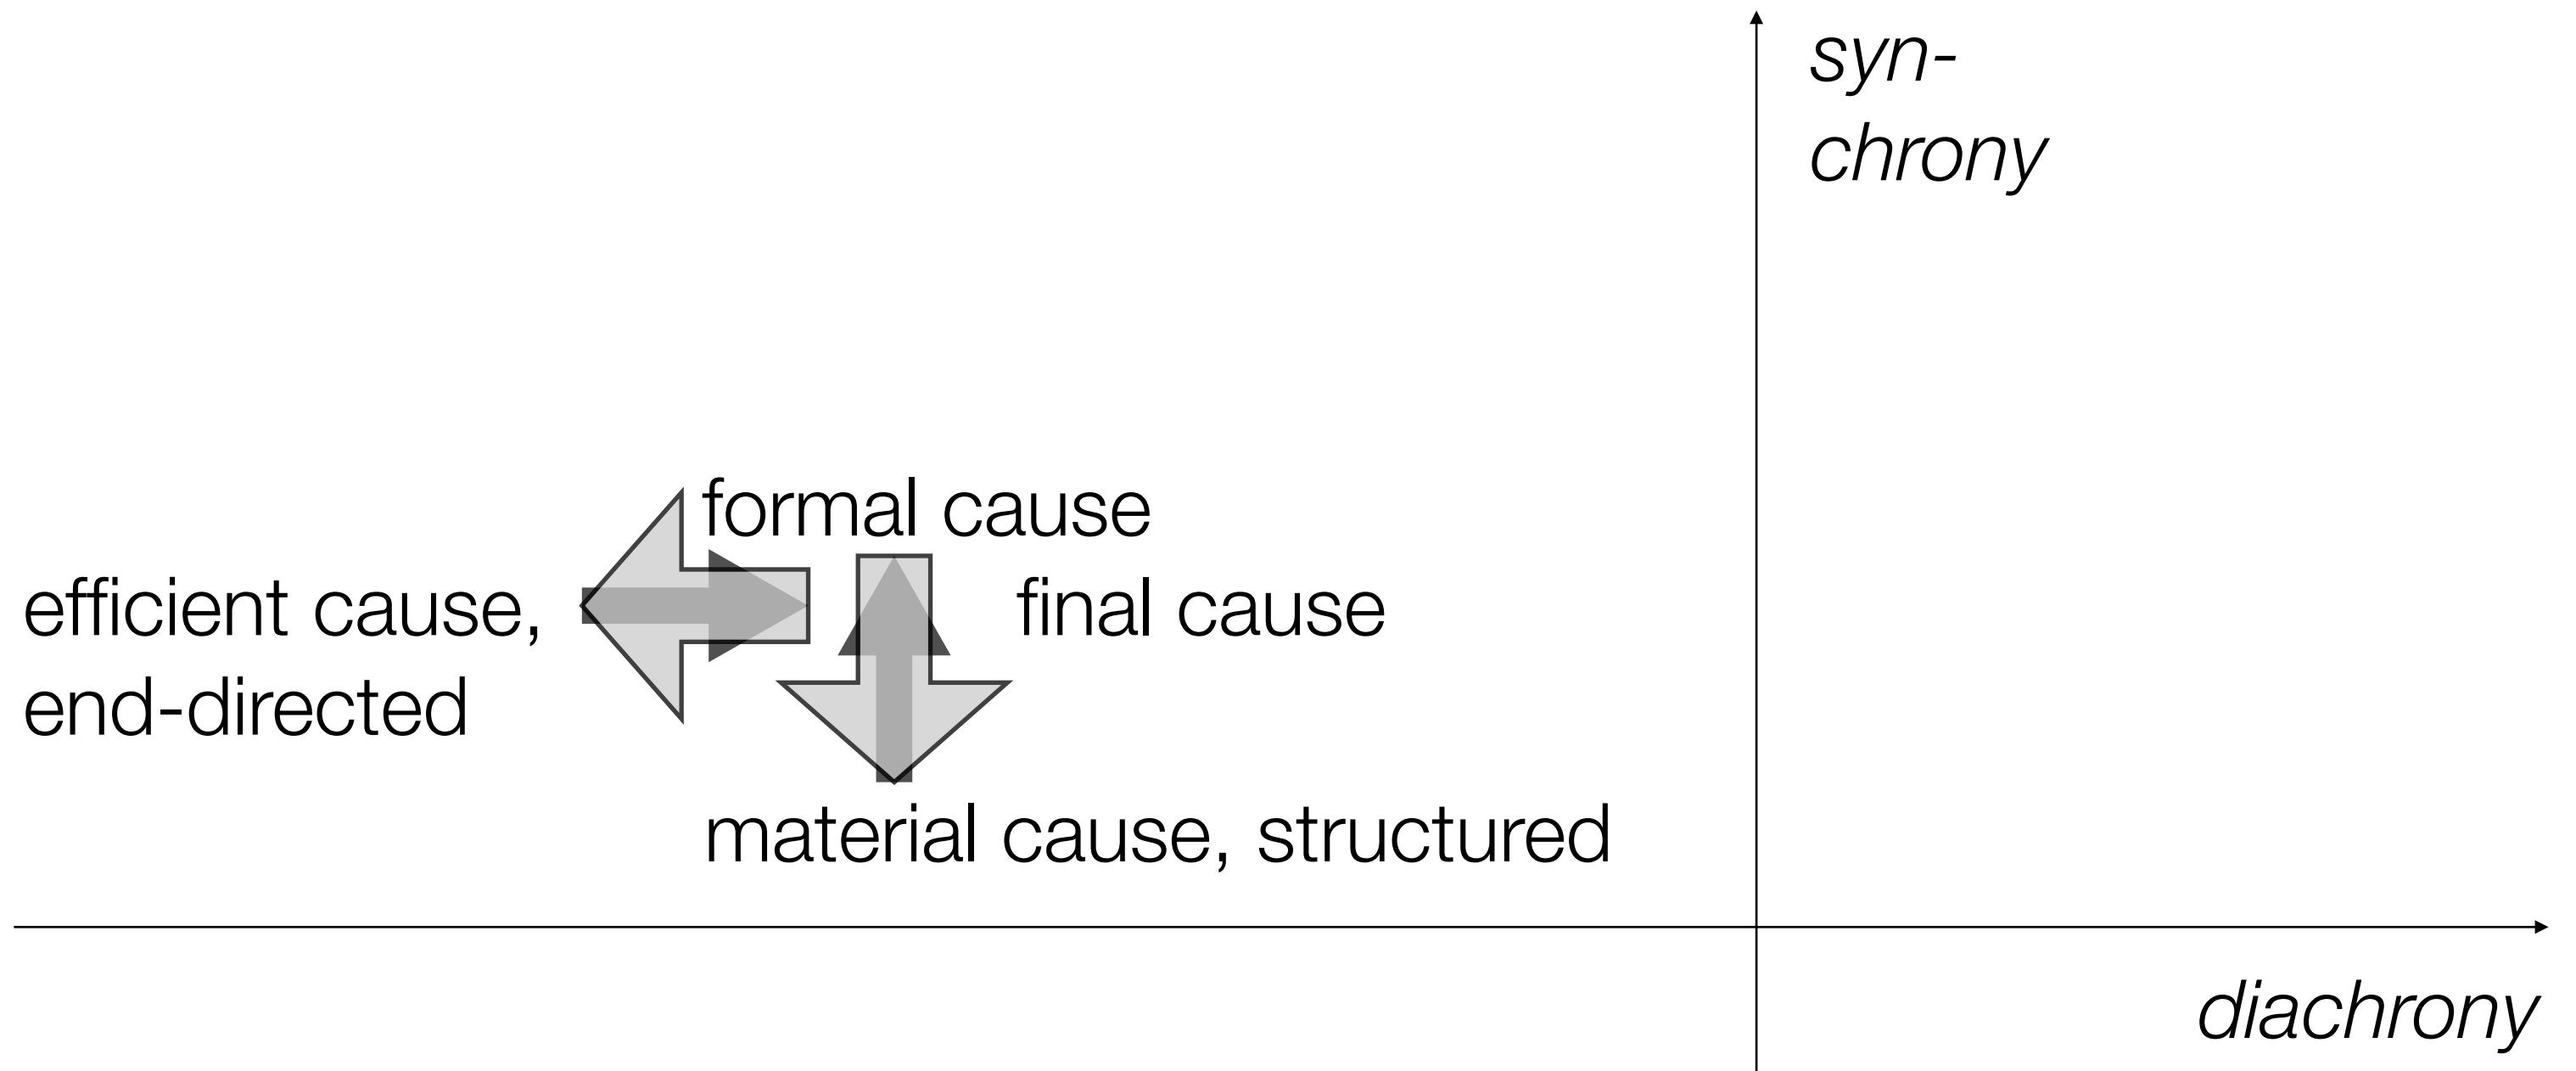 syn-
chrony
formal cause
efficient cause,
final cause
end-directed
material cause, structured
diachrony